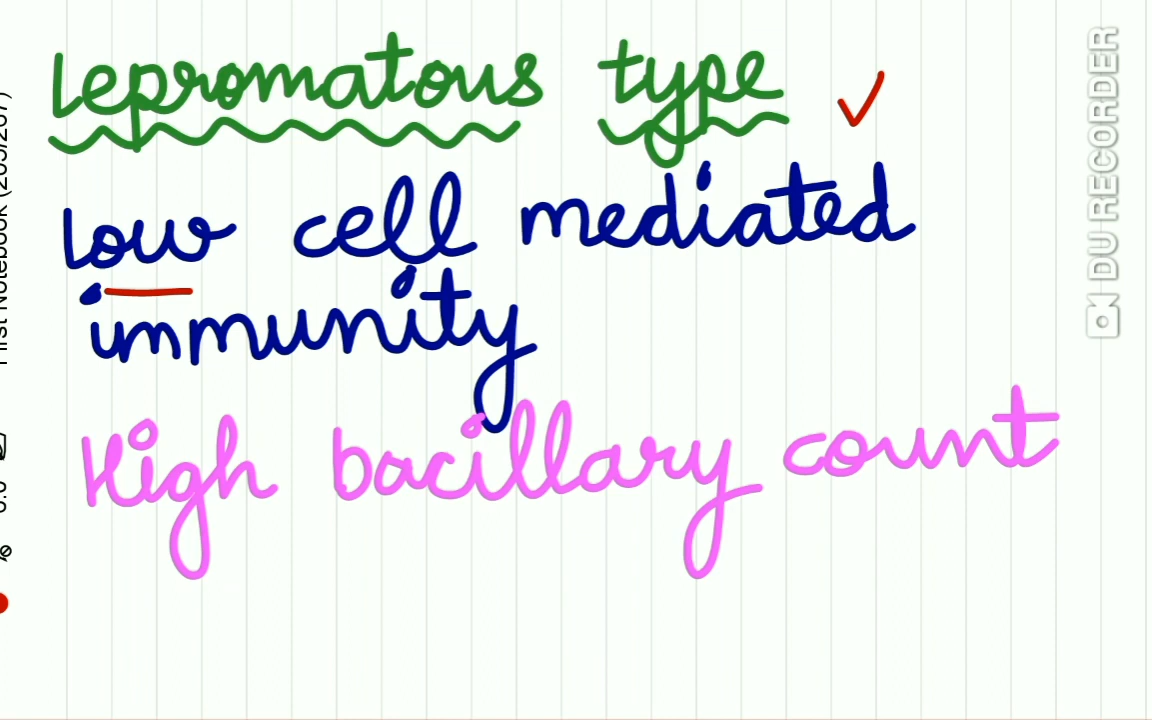 Lepromatous type
Low cell mediated
immunity
High bacillary count
DU RECORDER